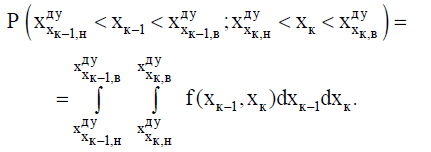 P(x^{ду}_{x_{к−1,н}} < x_{к−1} < x^{ду}_{x_{к−1,в}}; x^{ду}_{x_{к,н}} < x_к < x^{ду}_{x_{к,в}}) =
= ∫_{x^{ду}_{x_{к−1,н}}}^{x^{ду}_{x_{к−1,в}}} ∫_{x^{ду}_{x_{к,н}}}^{x^{ду}_{x_{к,в}}} f(x_{к−1}, x_к)dx_{к−1}dx_к.